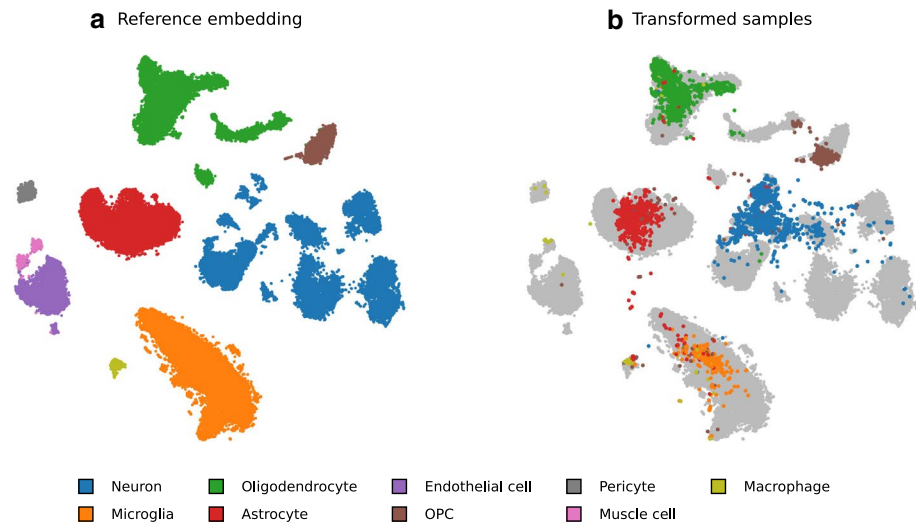 a Reference embedding
b Transformed samples
Neuron Oligodendrocyte Endothelial cell Pericyte Macrophage
Microglia Astrocyte OPC Muscle cell